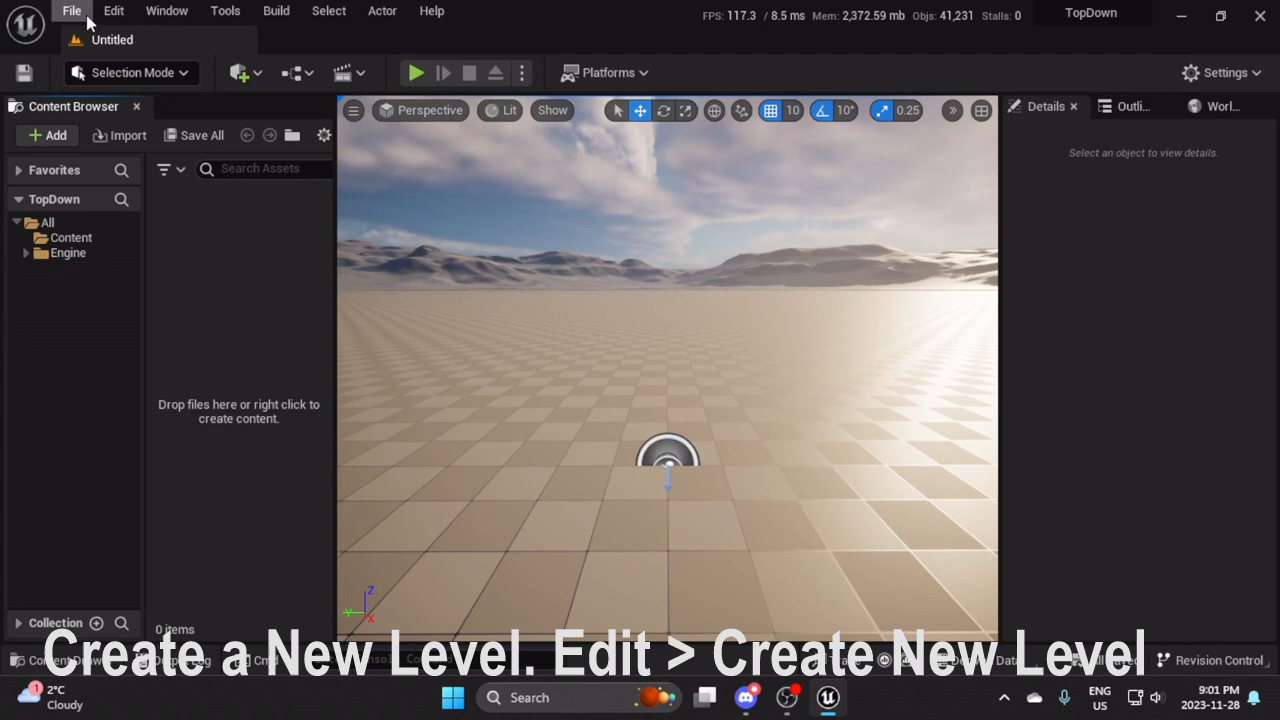 File Edit Window Tools Build Select Actor Help FPS: 117.3 / 8.5 ms Mem: 2,372.59 mb Objs: 41,231 Stalls: 0 TopDown
Untitled
Selection Mode Platforms Settings
Content Browser Perspective Lit Show 10 10° 0.25 Details Outli... Worl...
Add Import Save All
Select an object to view details.
Favorites Search Assets
TopDown
All
Content
Engine
Drop files here or right click to
create content.
Z
Y
X
Collection
0 items
Create a New Level. Edit > Create New Level
Revision Control
1
2°C
Cloudy
Search
ENG
US
9:01 PM
2023-11-28